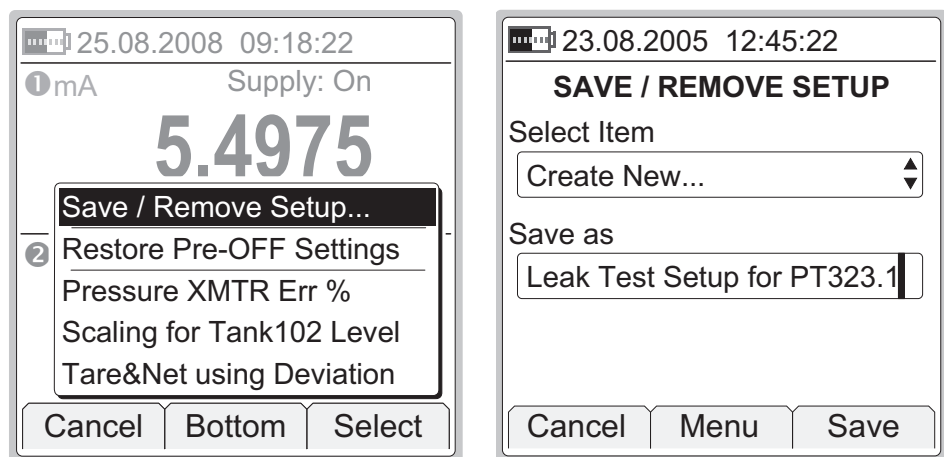 25.08.2008 09:18:22
❶ mA Supply: On
5.4975
Save / Remove Setup...
❷ Restore Pre-OFF Settings
Pressure XMTR Err %
Scaling for Tank102 Level
Tare&Net using Deviation
Cancel Bottom Select
23.08.2005 12:45:22
SAVE / REMOVE SETUP
Select Item
Create New...
Save as
Leak Test Setup for PT323.1
Cancel Menu Save